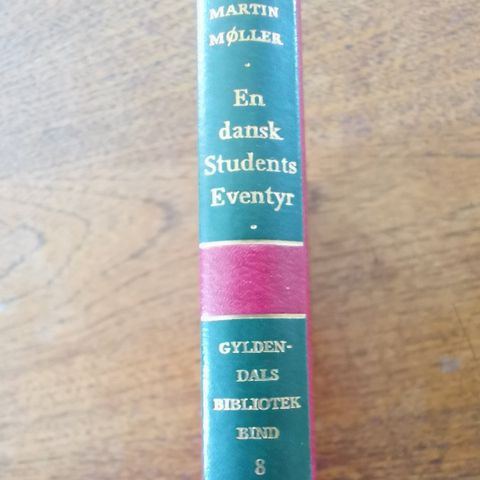 MARTIN
MØLLER
En
dansk
Students
Eventyr
GYLDEN-
DALS
BIBLIOTEK
BIND
8